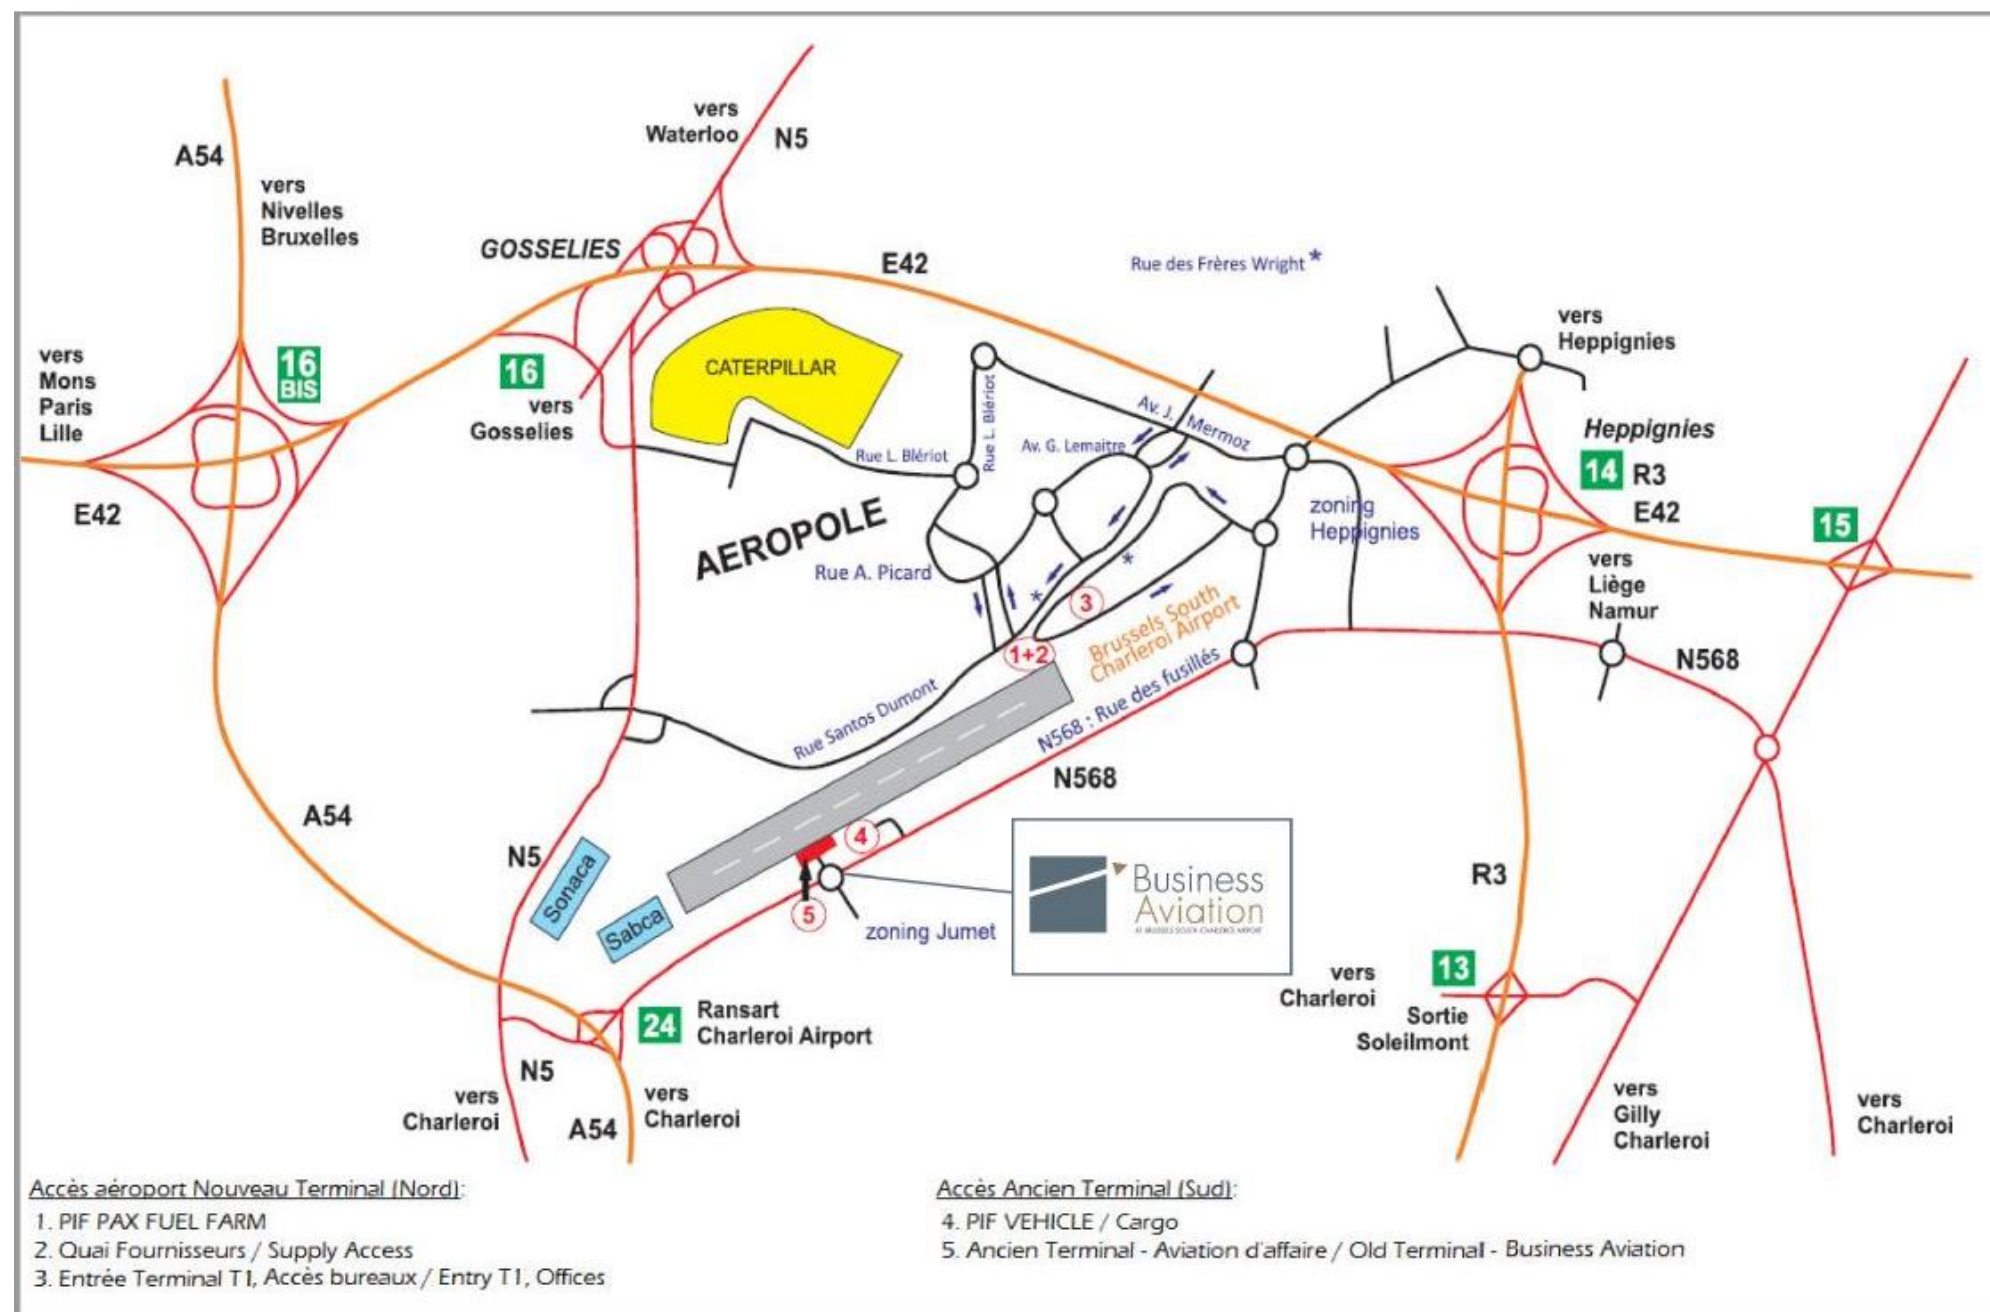 vers
Waterloo
N5
A54
vers
Nivelles
Bruxelles
GOSSELIES
E42
Rue des Frères Wright *
vers
Heppignies
vers
Mons
Paris
Lille
16
BIS
16
vers
Gosselies
CATERPILLAR
Rue L. Blériot
Rue L. Blériot
Av. J. Mermoz
Av. G. Lemaitre
Heppignies
14 R3
E42
15
E42
AEROPOLE
zoning
Heppignies
Rue A. Picard
*
*
3
vers
Liège
Namur
Brussels South
Charleroi Airport
1+2
N568
Rue Santos Dumont
N568 : Rue des fusillés
N568
A54
N5
4
Sonaca
Sabca
5
zoning Jumet
Business
Aviation
AT BRUSSELS SOUTH CHARLEROI AIRPORT
R3
13
vers
Charleroi
Sortie
Soleilmont
24
Ransart
Charleroi Airport
N5
vers
Charleroi
A54
vers
Charleroi
vers
Gilly
Charleroi
vers
Charleroi
Accès aéroport Nouveau Terminal (Nord):
1. PIF PAX FUEL FARM
2. Quai Fournisseurs / Supply Access
3. Entrée Terminal T1, Accès bureaux / Entry T1, Offices
Accès Ancien Terminal (Sud):
4. PIF VEHICLE / Cargo
5. Ancien Terminal - Aviation d'affaire / Old Terminal - Business Aviation